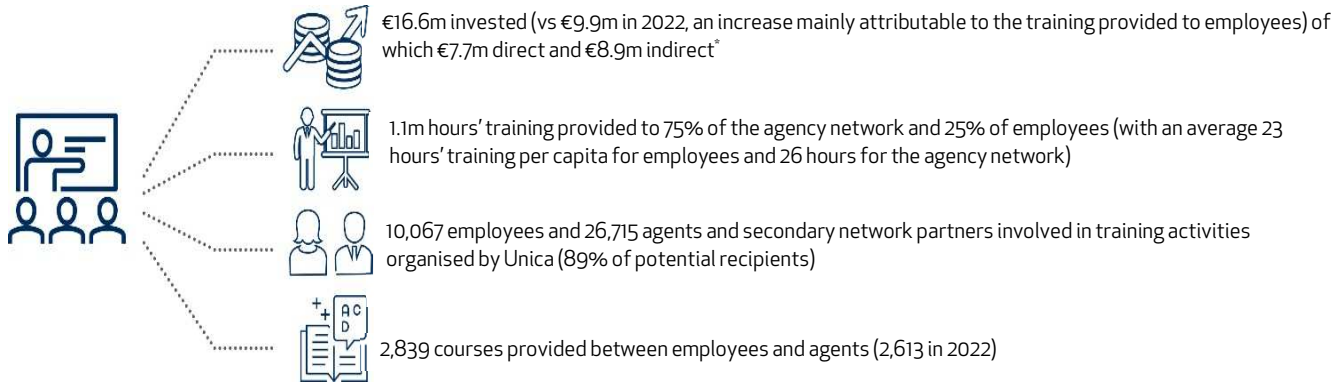 €16.6m invested (vs €9.9m in 2022, an increase mainly attributable to the training provided to employees) of
which €7.7m direct and €8.9m indirect*
1.1m hours' training provided to 75% of the agency network and 25% of employees (with an average 23
hours' training per capita for employees and 26 hours for the agency network)
10,067 employees and 26,715 agents and secondary network partners involved in training activities
organised by Unica (89% of potential recipients)
A C
D
2,839 courses provided between employees and agents (2,613 in 2022)